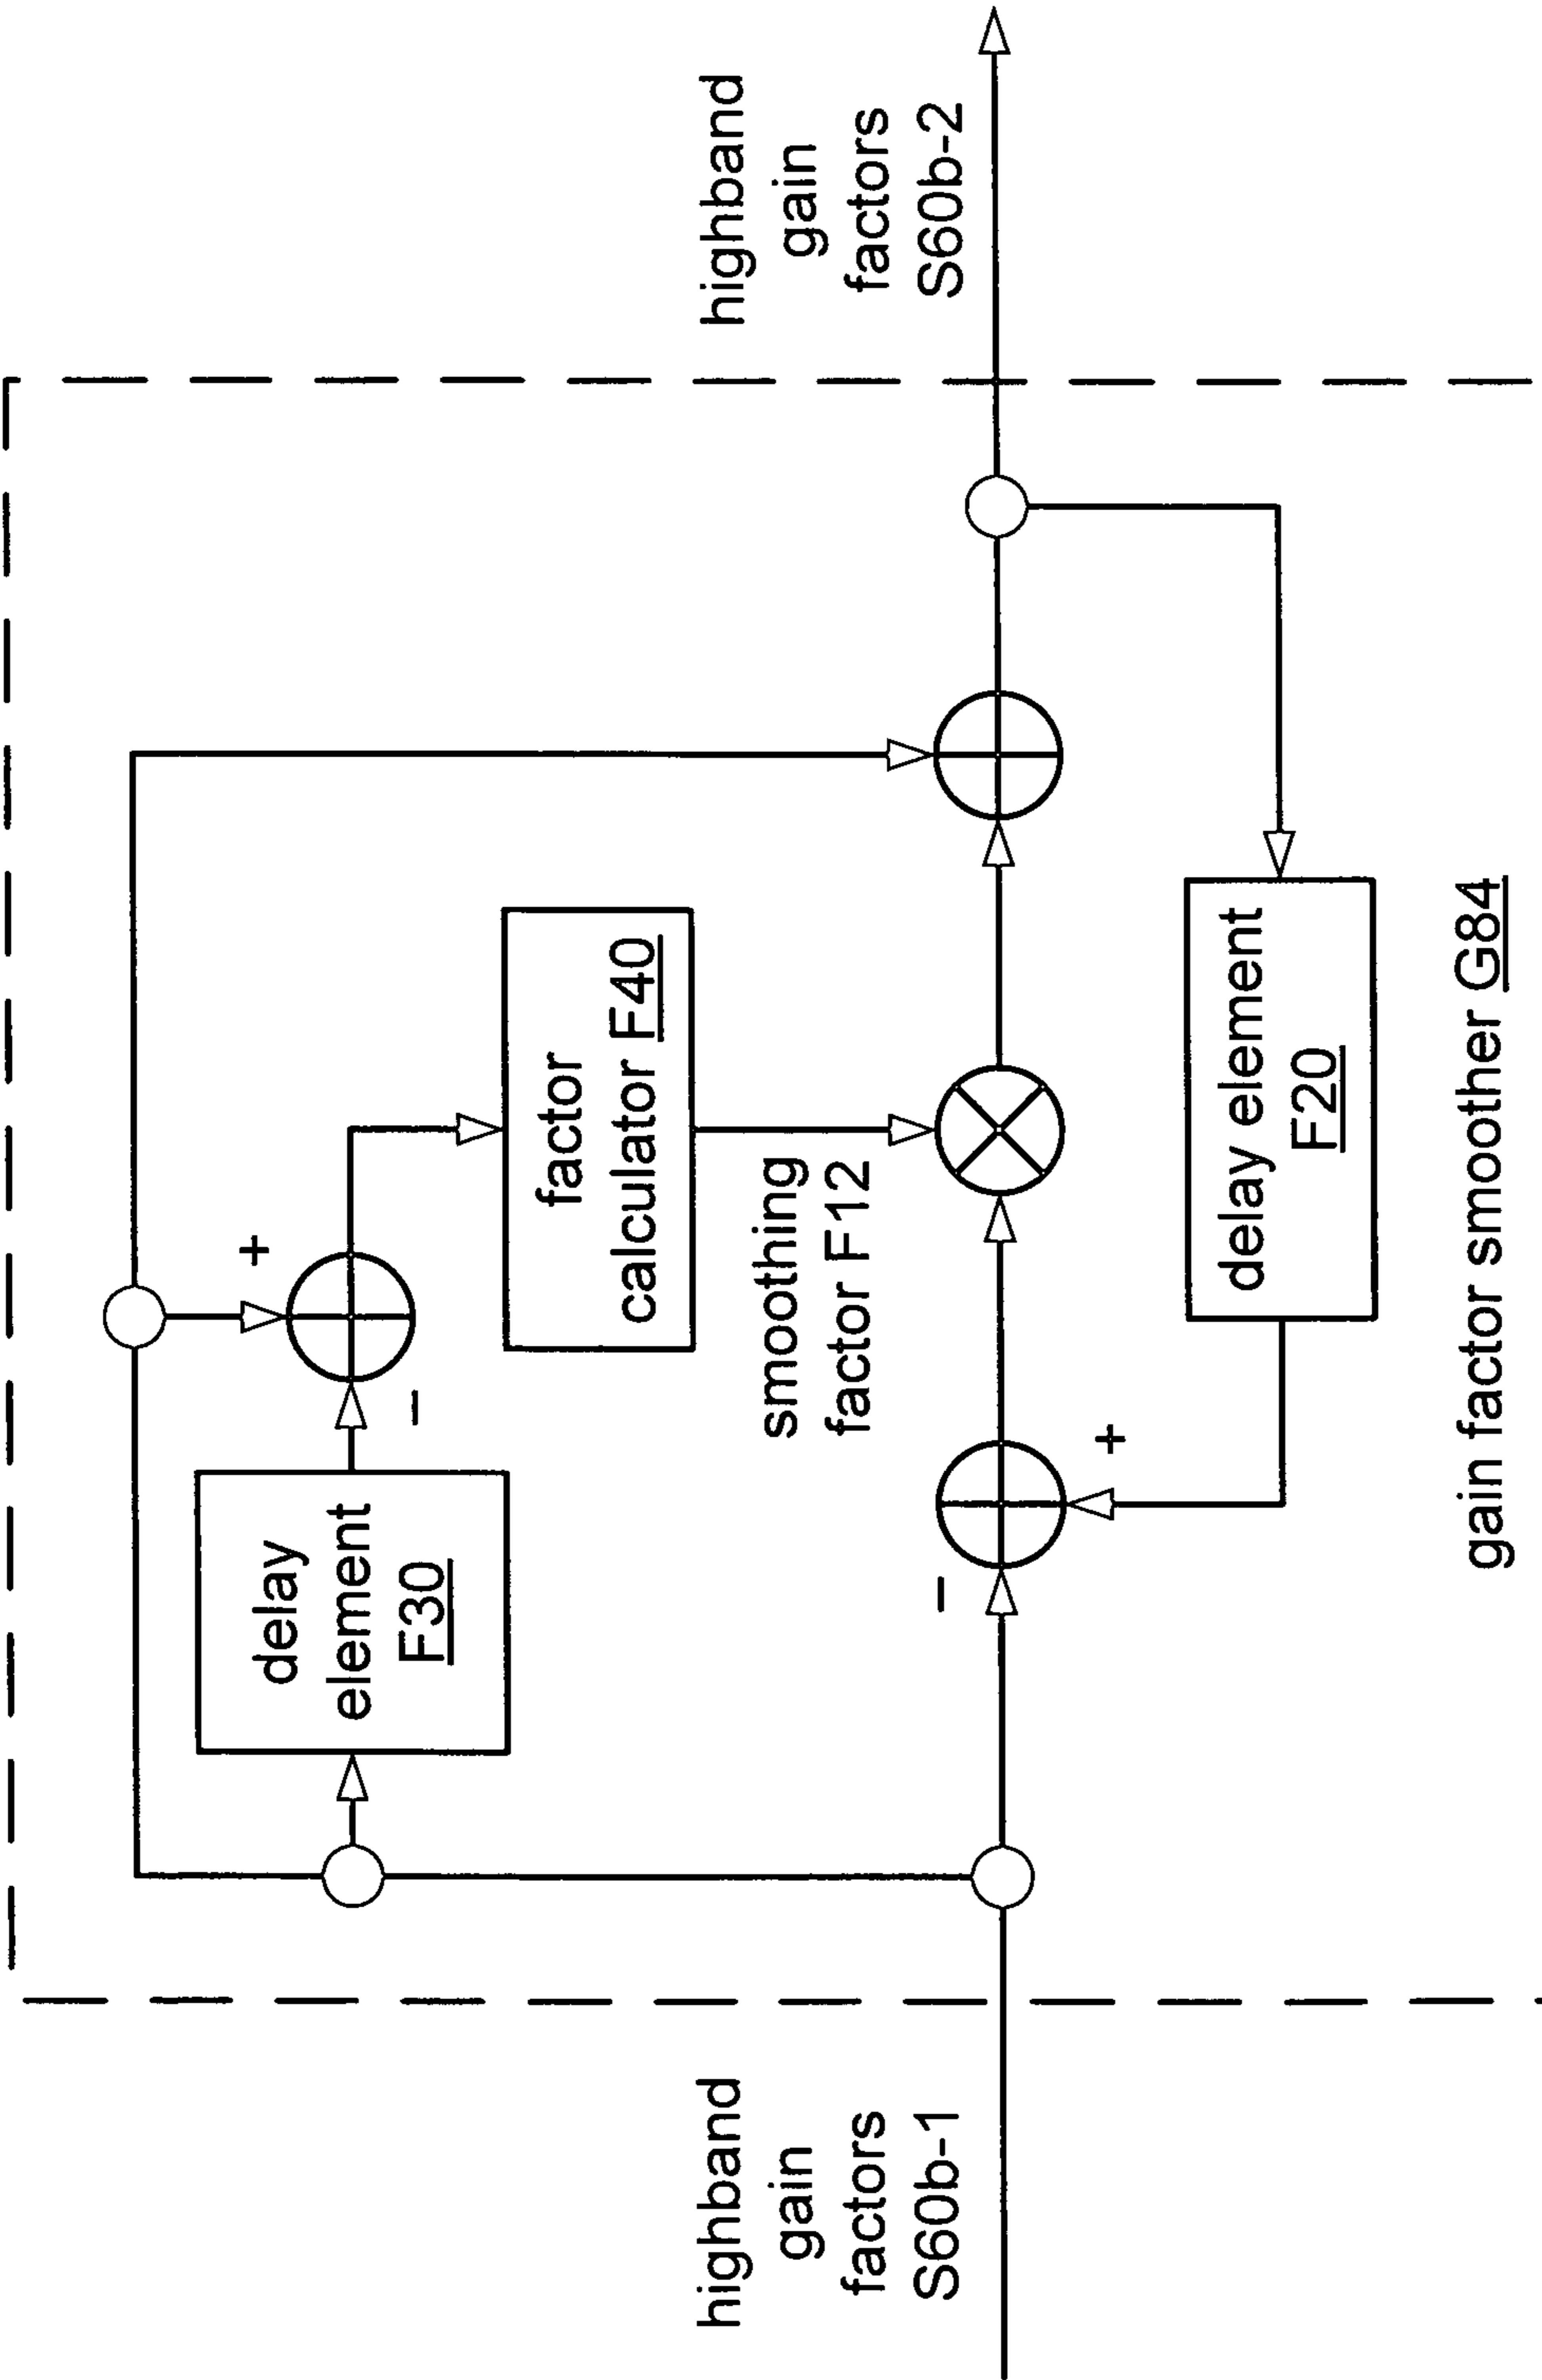 highband
gain
factors
S60b-1
delay
element
F30
+
−
factor
calculator F40
smoothing
factor F12
−
+
delay element
F20
highband
gain
factors
S60b-2
gain factor smoother G84